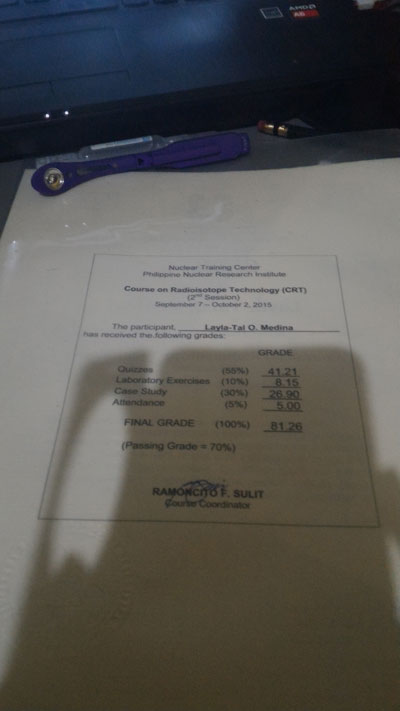 AMD
A8
Nuclear Training Center
Philippine Nuclear Research Institute
Course on Radioisotope Technology (CRT)
(2nd Session)
September 7 – October 2, 2015
The participant, Layla-Tal O. Medina
has received the following grades:
GRADE
Quizzes (55%) 41.21
Laboratory Exercises (10%) 8.15
Case Study (30%) 26.90
Attendance (5%) 5.00
FINAL GRADE (100%) 81.26
(Passing Grade = 70%)
RAMONCITO F. SULIT
Course Coordinator